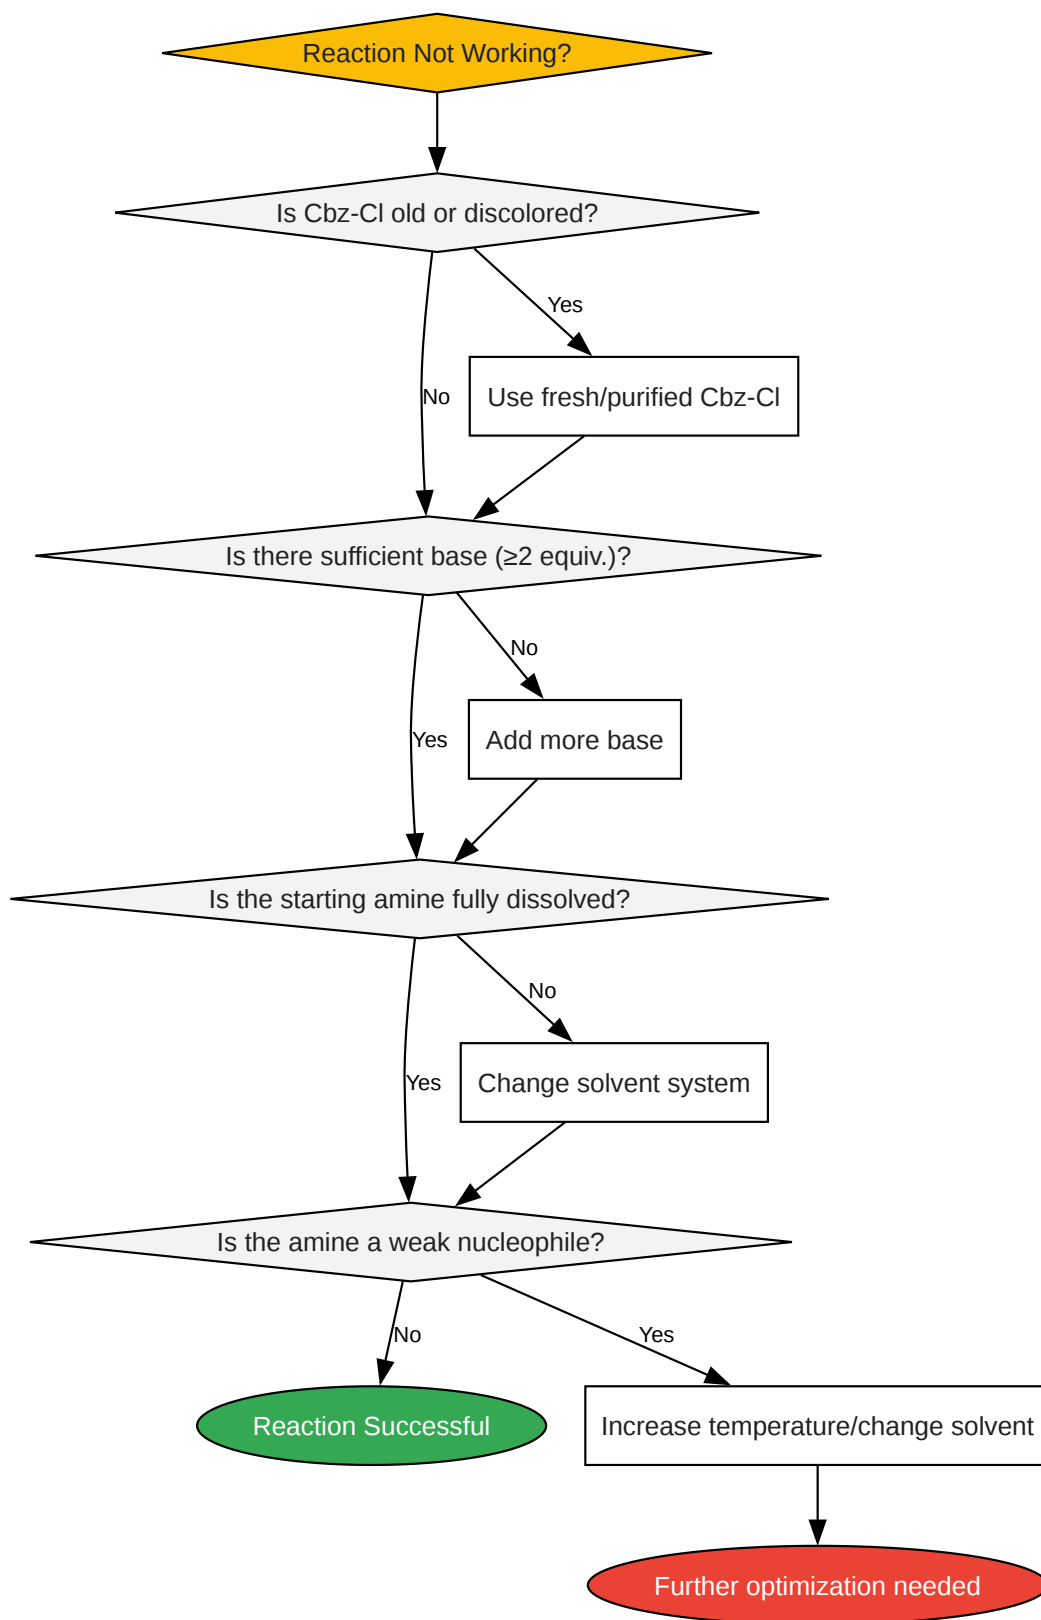 Reaction Not Working?
Is Cbz-Cl old or discolored?
Yes
No
Use fresh/purified Cbz-Cl
Is there sufficient base (≥2 equiv.)?
No
Yes
Add more base
Is the starting amine fully dissolved?
No
Yes
Change solvent system
Is the amine a weak nucleophile?
No
Yes
Reaction Successful
Increase temperature/change solvent
Further optimization needed